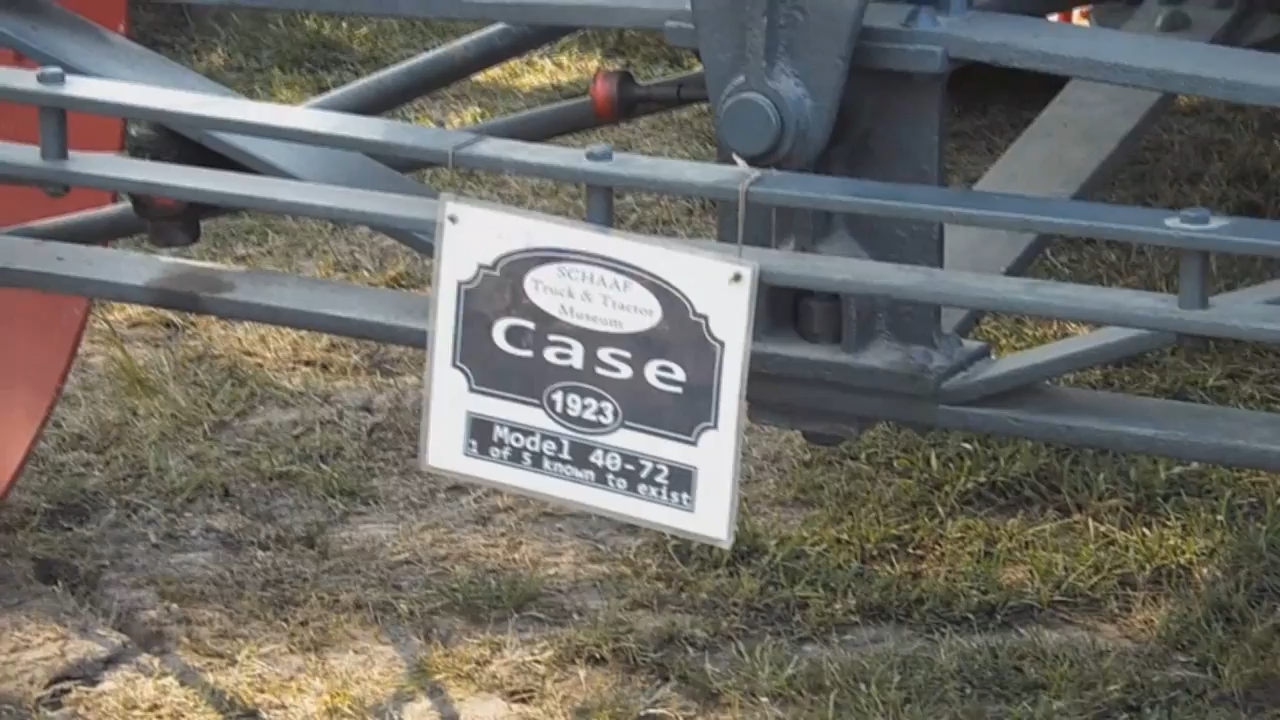 SCHAAF
Truck & Tractor
Museum
Case
1923
Model 40-72
1 of 5 known to exist